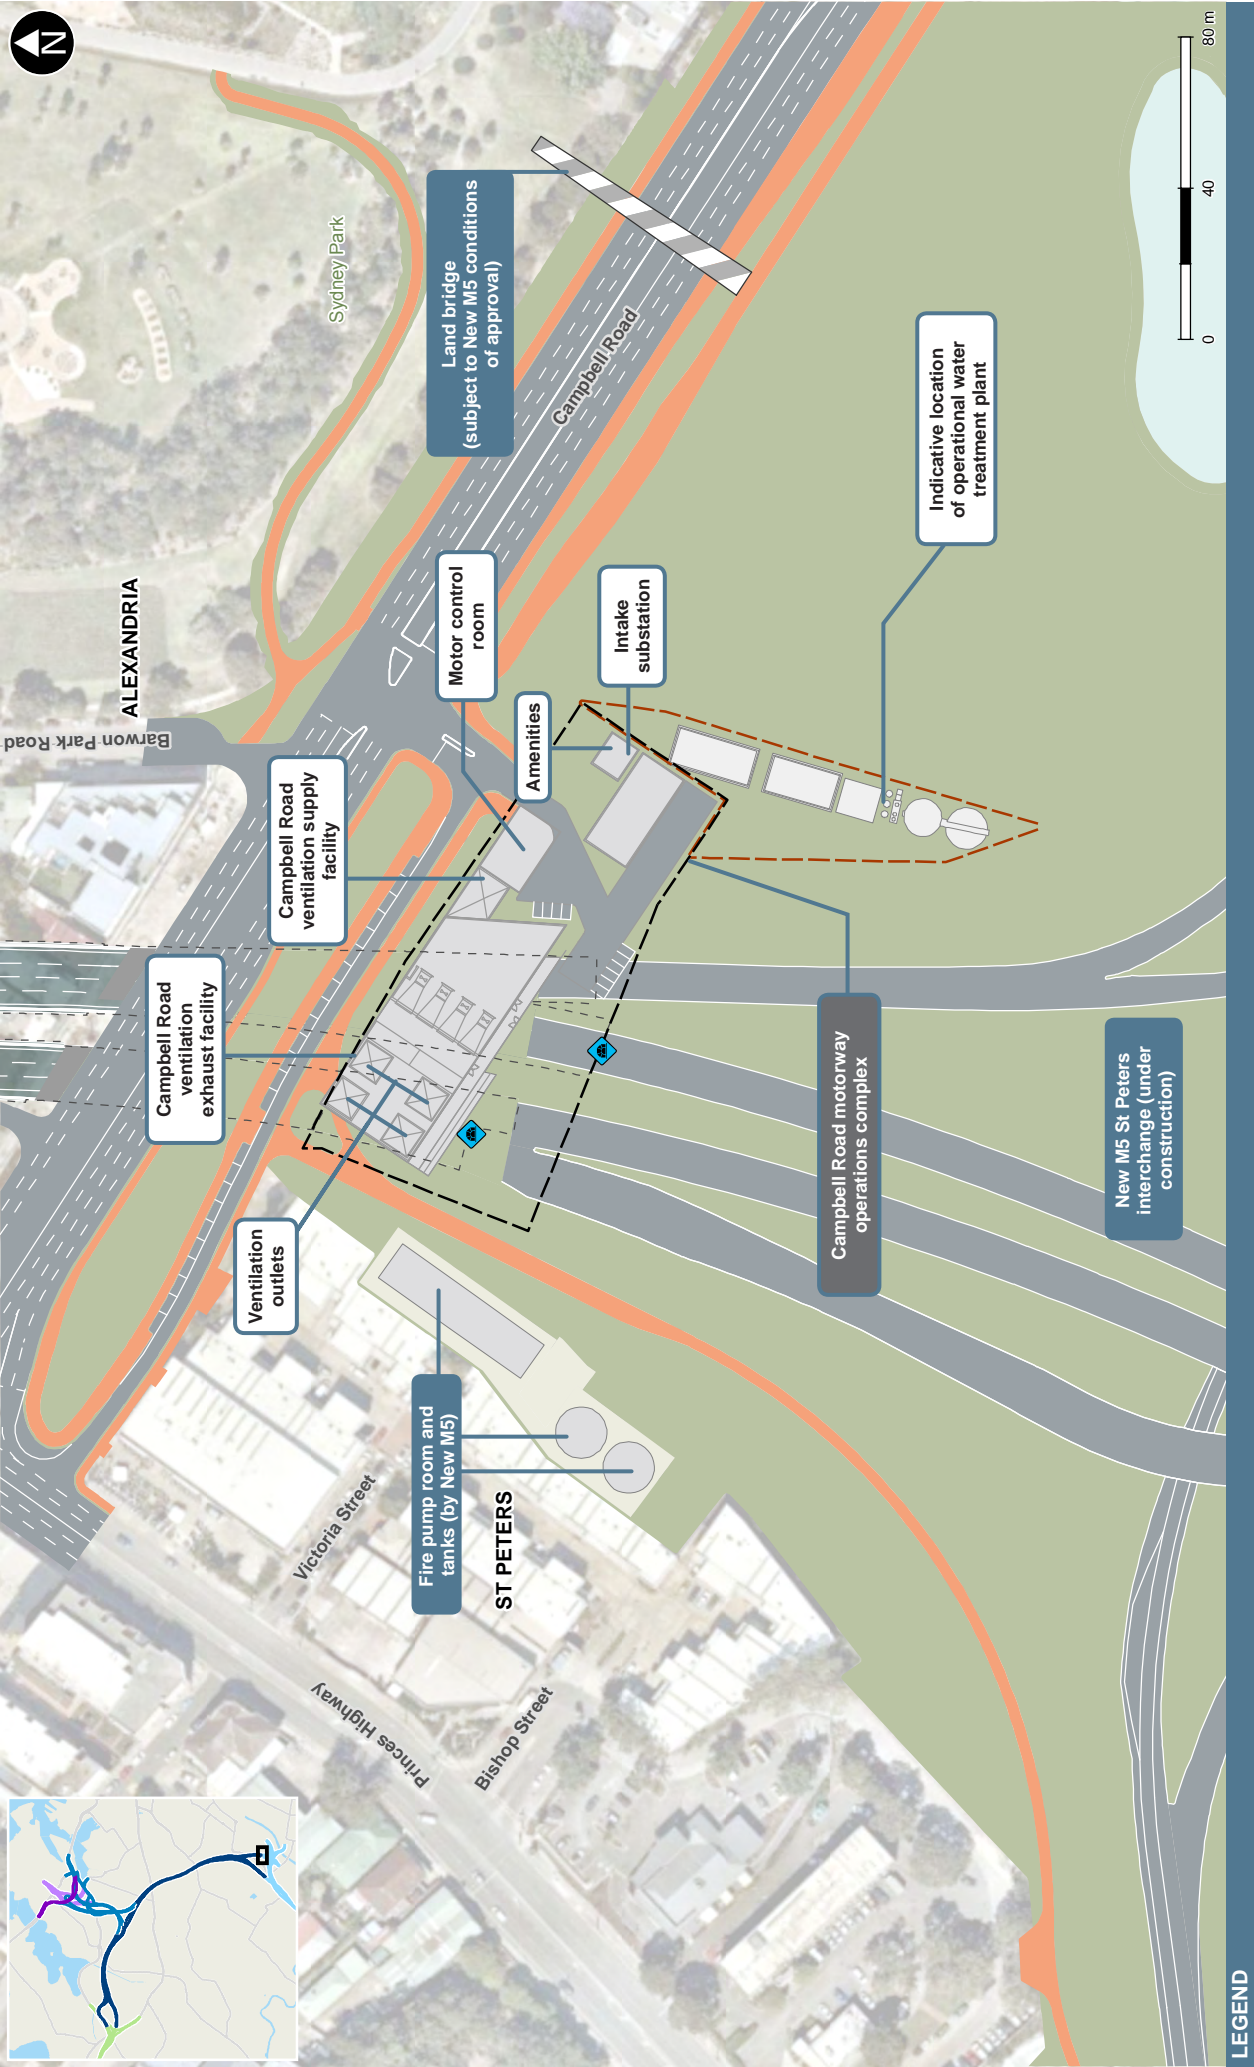 N
Sydney Park
ALEXANDRIA
Barwon Park Road
Land bridge
(subject to New M5 conditions
of approval)
Campbell Road
Motor control
room
Campbell Road
ventilation supply
facility
Campbell Road
ventilation
exhaust facility
Ventilation
outlets
Amenities
Intake
substation
Indicative location
of operational water
treatment plant
Campbell Road motorway
operations complex
New M5 St Peters
interchange (under
construction)
Fire pump room and
tanks (by New M5)
ST PETERS
Victoria Street
Princes Highway
Bishop Street
0
40
80 m
LEGEND